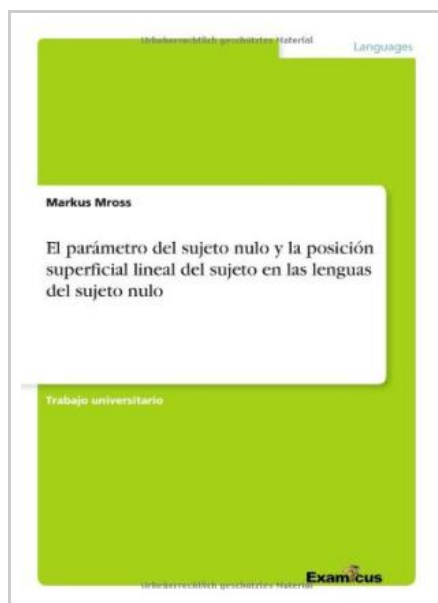 Urheberrechtlich geschütztes Material
Languages
Markus Mross
El parámetro del sujeto nulo y la posición
superficial lineal del sujeto en las lenguas
del sujeto nulo
Trabajo universitario
Examicus
Urheberrechtlich geschütztes Material